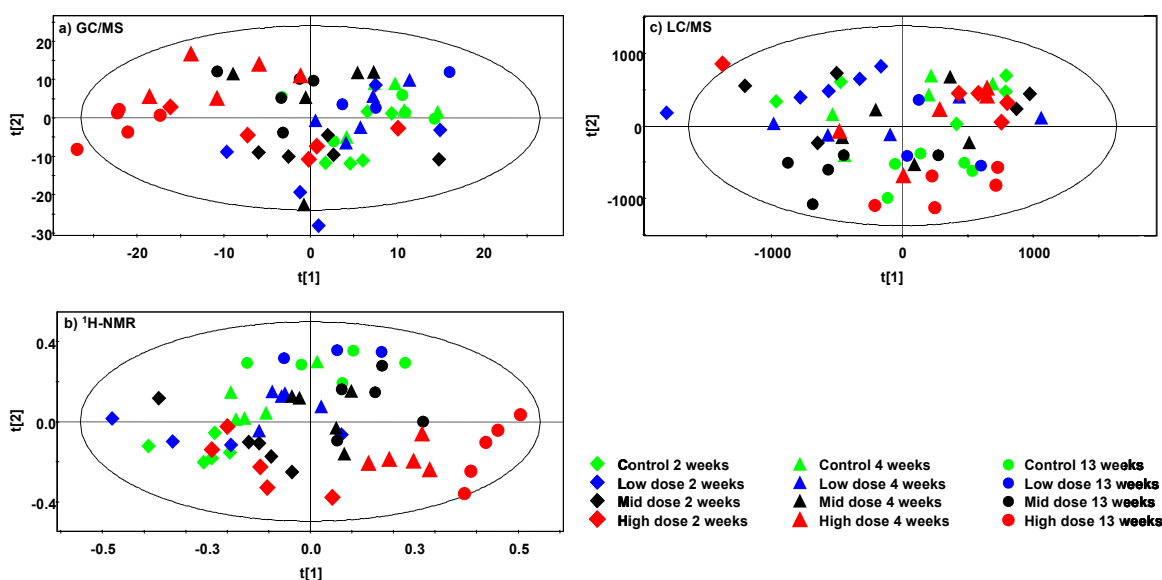 a) GC/MS
20
10
0
-10
-20
-30
t[2]
-20
-10
0
10
20
t[1]
c) LC/MS
1000
0
-1000
t[2]
-1000
0
1000
t[1]
b) ¹H-NMR
0.4
0.0
-0.4
t[2]
-0.5
-0.3
0.0
0.3
0.5
t[1]
Control 2 weeks
Control 4 weeks
Control 13 weeks
Low dose 2 weeks
Low dose 4 weeks
Low dose 13 weeks
Mid dose 2 weeks
Mid dose 4 weeks
Mid dose 13 weeks
High dose 2 weeks
High dose 4 weeks
High dose 13 weeks